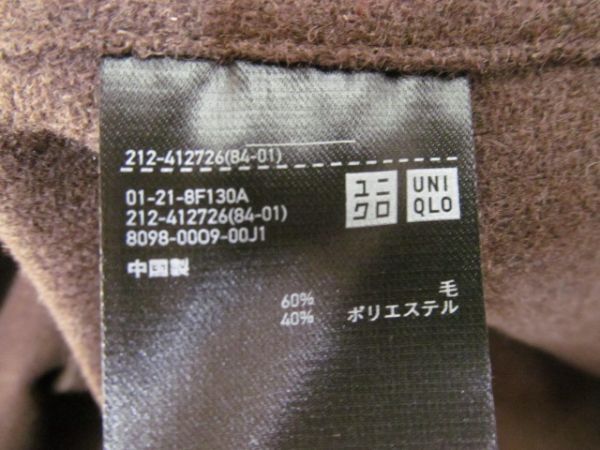 212-412726(84-01)
01-21-8F130A
212-412726(84-01)
8098-0009-00J1
中国製
ユニ
クロ
UNI
QLO
60% 毛
40% ポリエステル